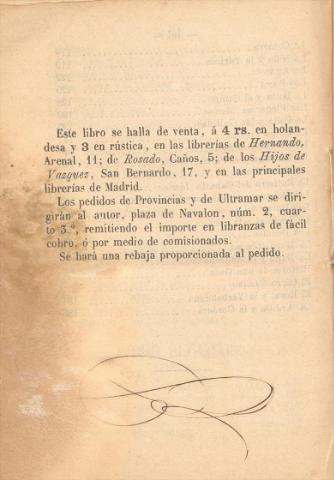 Este libro se halla de venta, á 4 rs. en holan-
desa y 3 en rústica, en las librerías de Hernando,
Arenal, 11; de Rosado, Caños, 5; de los Hijos de
Vazquez, San Bernardo, 17, y en las principales
librerías de Madrid.
Los pedidos de Provincias y de Ultramar se diri-
girán al autor, plaza de Navalon, núm. 2, cuar-
to 3.º, remitiendo el importe en libranzas de fácil
cobro, ó por medio de comisionados.
Se hará una rebaja proporcionada al pedido.